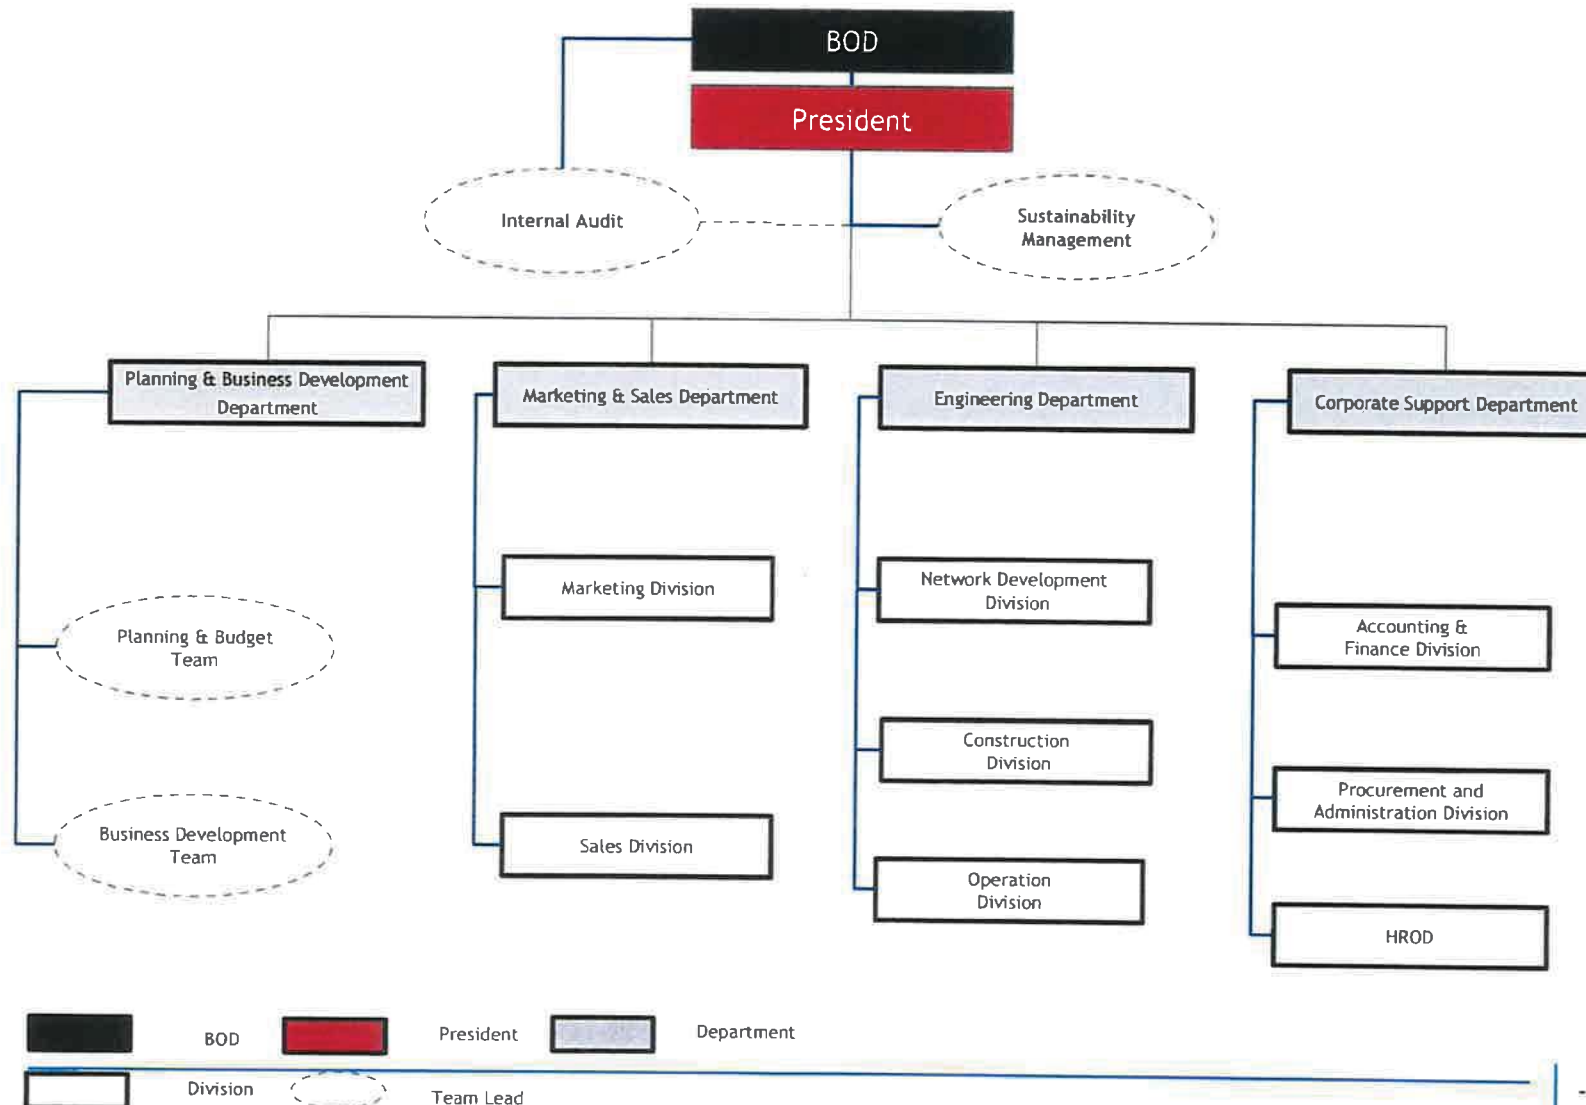 BOD
President
Internal Audit
Sustainability
Management
Planning & Business Development
Department
Marketing & Sales Department
Engineering Department
Corporate Support Department
Marketing Division
Network Development
Division
Planning & Budget
Team
Accounting &
Finance Division
Construction
Division
Procurement and
Administration Division
Business Development
Team
Sales Division
Operation
Division
HROD
BOD
President
Department
Division
Team Lead